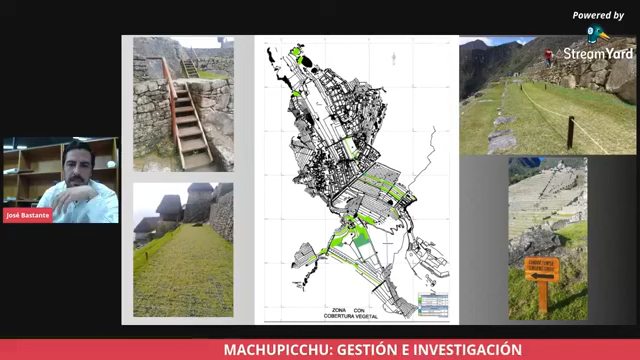 Powered by
StreamYard
José Bastante
ZONA CON
COBERTURA VEGETAL
MACHUPICCHU: GESTIÓN E INVESTIGACIÓN